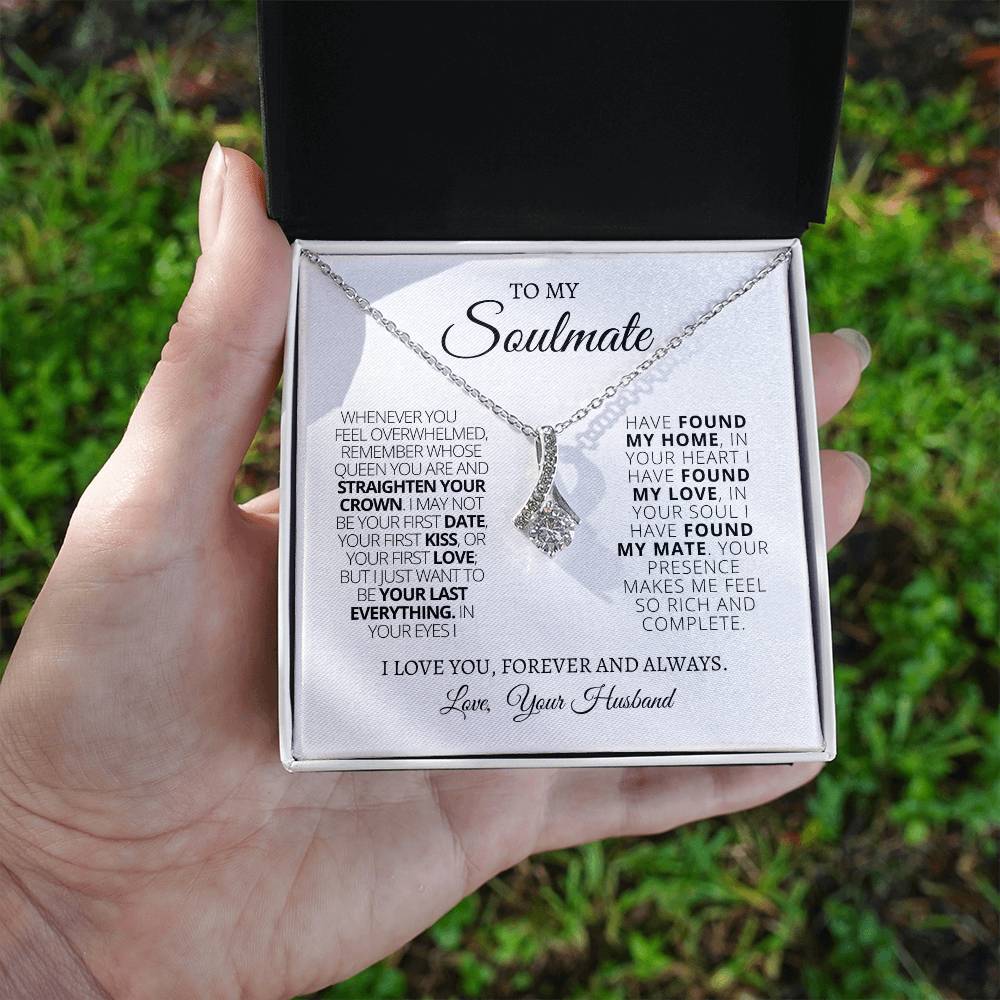 TO MY
Soulmate
WHENEVER YOU
FEEL OVERWHELMED,
REMEMBER WHOSE
QUEEN YOU ARE AND
STRAIGHTEN YOUR
CROWN. I MAY NOT
BE YOUR FIRST DATE,
YOUR FIRST KISS, OR
YOUR FIRST LOVE;
BUT I JUST WANT TO
BE YOUR LAST
EVERYTHING. IN
YOUR EYES I
HAVE FOUND
MY HOME, IN
YOUR HEART I
HAVE FOUND
MY LOVE, IN
YOUR SOUL I
HAVE FOUND
MY MATE. YOUR
PRESENCE
MAKES ME FEEL
SO RICH AND
COMPLETE.
I LOVE YOU, FOREVER AND ALWAYS.
Love, Your Husband